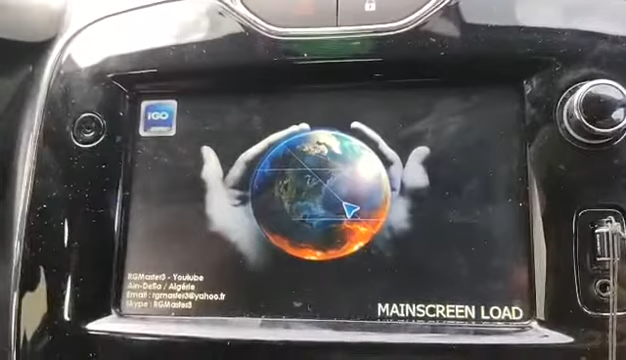 iGO
RGMaster3 - Youtube
Ain-Defla / Algérie
Email : rgmaster3@yahoo.fr
Skype : RGMaster3
MAINSCREEN LOAD